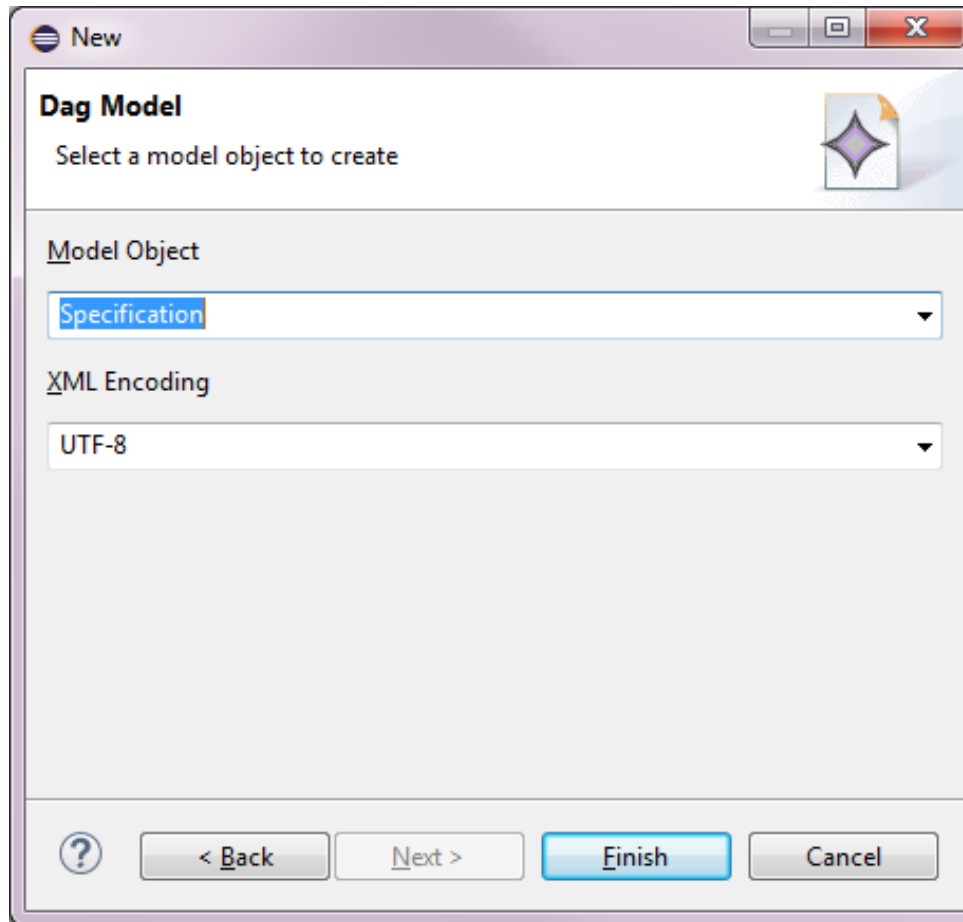 New
Dag Model
Select a model object to create
Model Object
Specification
XML Encoding
UTF-8
? < Back Next > Finish Cancel